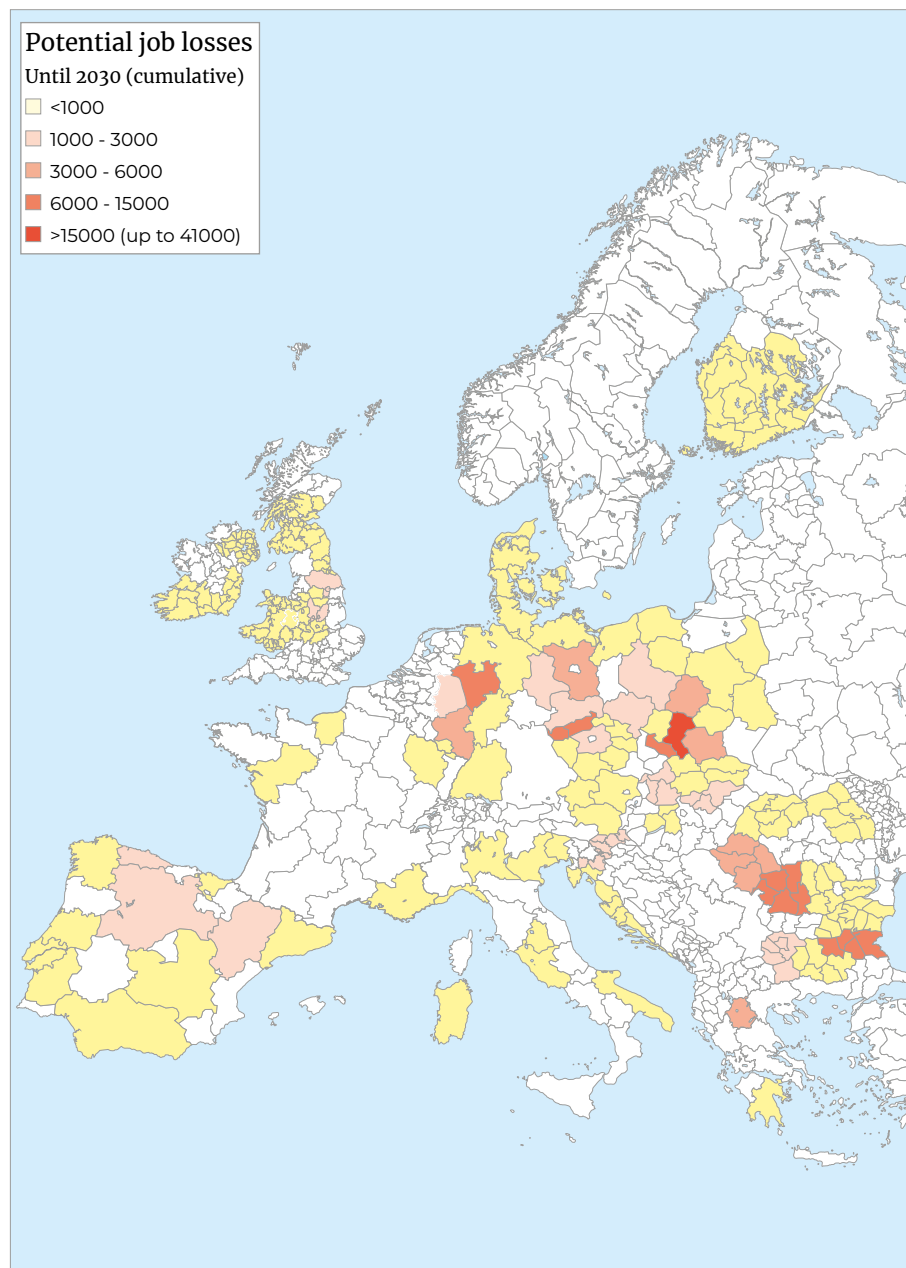 Potential job losses
Until 2030 (cumulative)
<1000
1000 - 3000
3000 - 6000
6000 - 15000
>15000 (up to 41000)